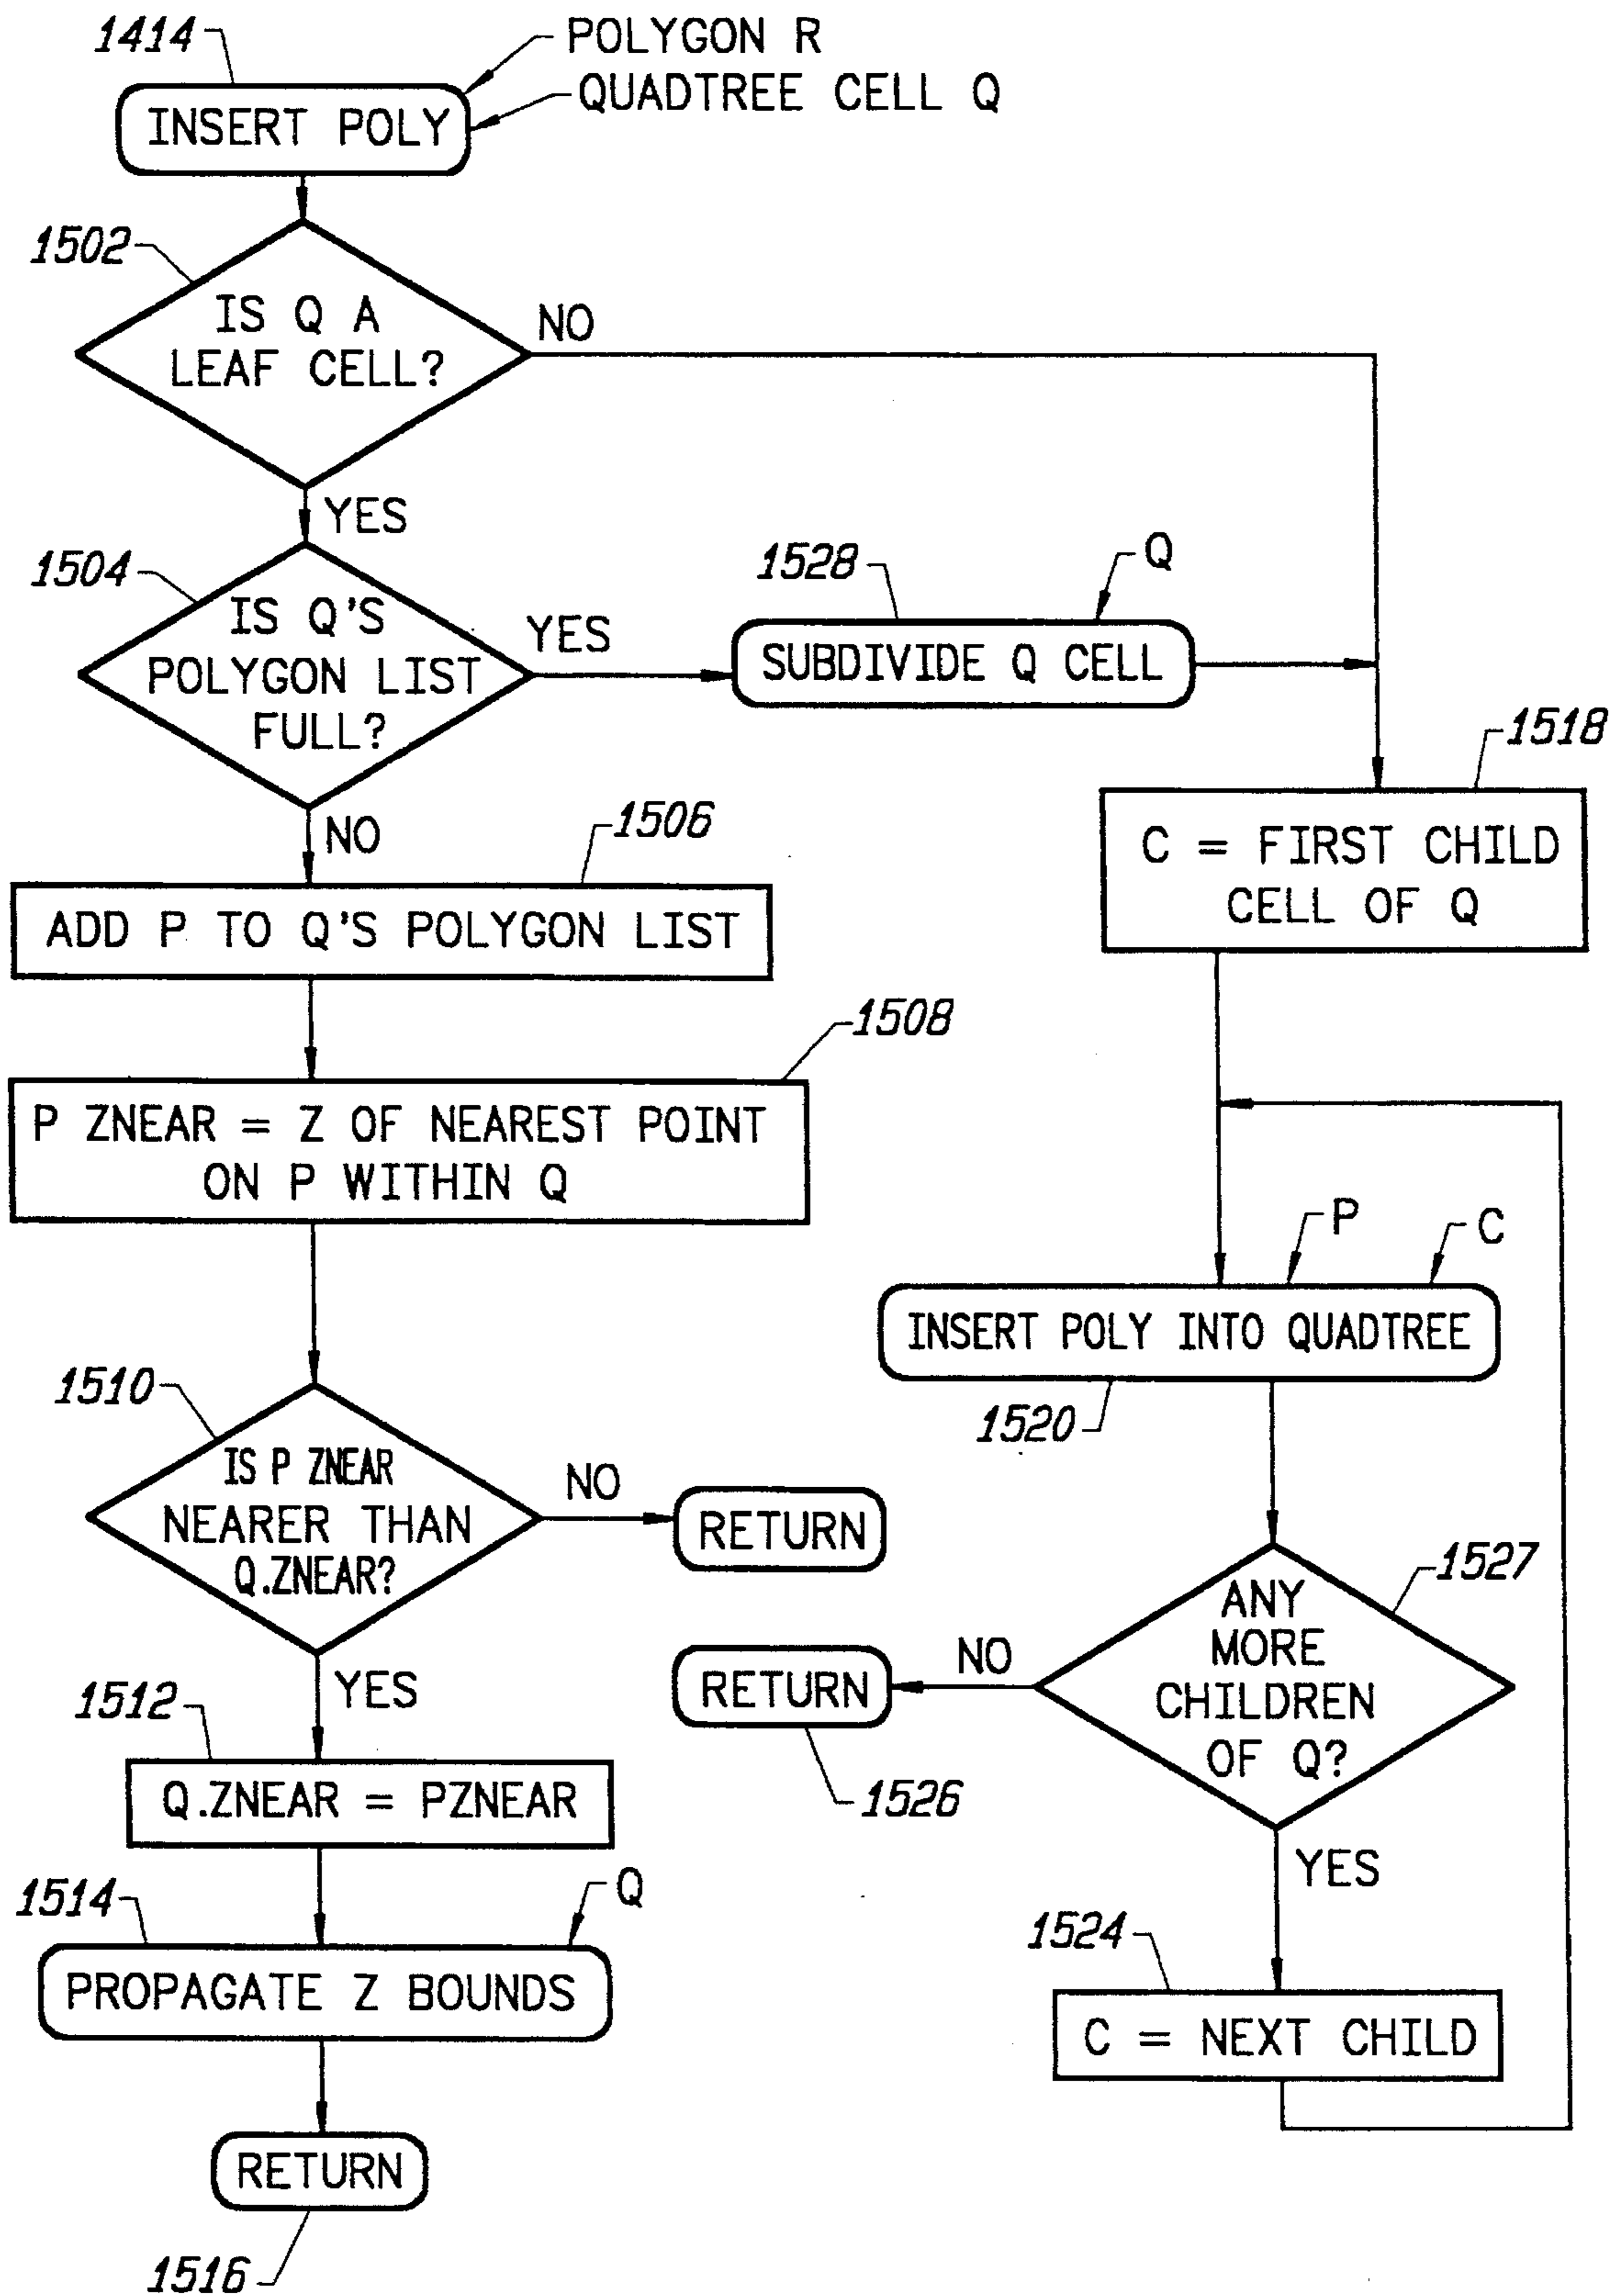 1414
POLYGON R
QUADTREE CELL Q
INSERT POLY
1502
IS Q A
LEAF CELL?
NO
YES
1504
IS Q'S
POLYGON LIST
FULL?
YES
1528
Q
SUBDIVIDE Q CELL
1518
C = FIRST CHILD
CELL OF Q
NO
1506
ADD P TO Q'S POLYGON LIST
1508
P ZNEAR = Z OF NEAREST POINT
ON P WITHIN Q
P
C
INSERT POLY INTO QUADTREE
1520
1510
IS P ZNEAR
NEARER THAN
Q.ZNEAR?
NO
RETURN
1527
ANY
MORE
CHILDREN
OF Q?
NO
RETURN
1526
YES
1512
Q.ZNEAR = PZNEAR
YES
1524
C = NEXT CHILD
1514
Q
PROPAGATE Z BOUNDS
RETURN
1516